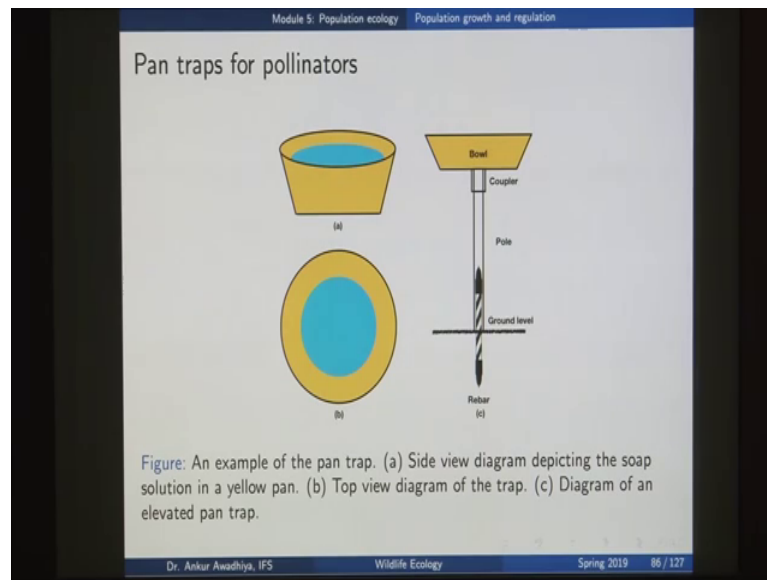 Module 5: Population ecology Population growth and regulation
Pan traps for pollinators
Bowl
Coupler
(a)
Pole
Ground level
Rebar
(b)
(c)
Figure: An example of the pan trap. (a) Side view diagram depicting the soap
solution in a yellow pan. (b) Top view diagram of the trap. (c) Diagram of an
elevated pan trap.
Dr. Ankur Awadhiya, IFS Wildlife Ecology Spring 2019 86/127